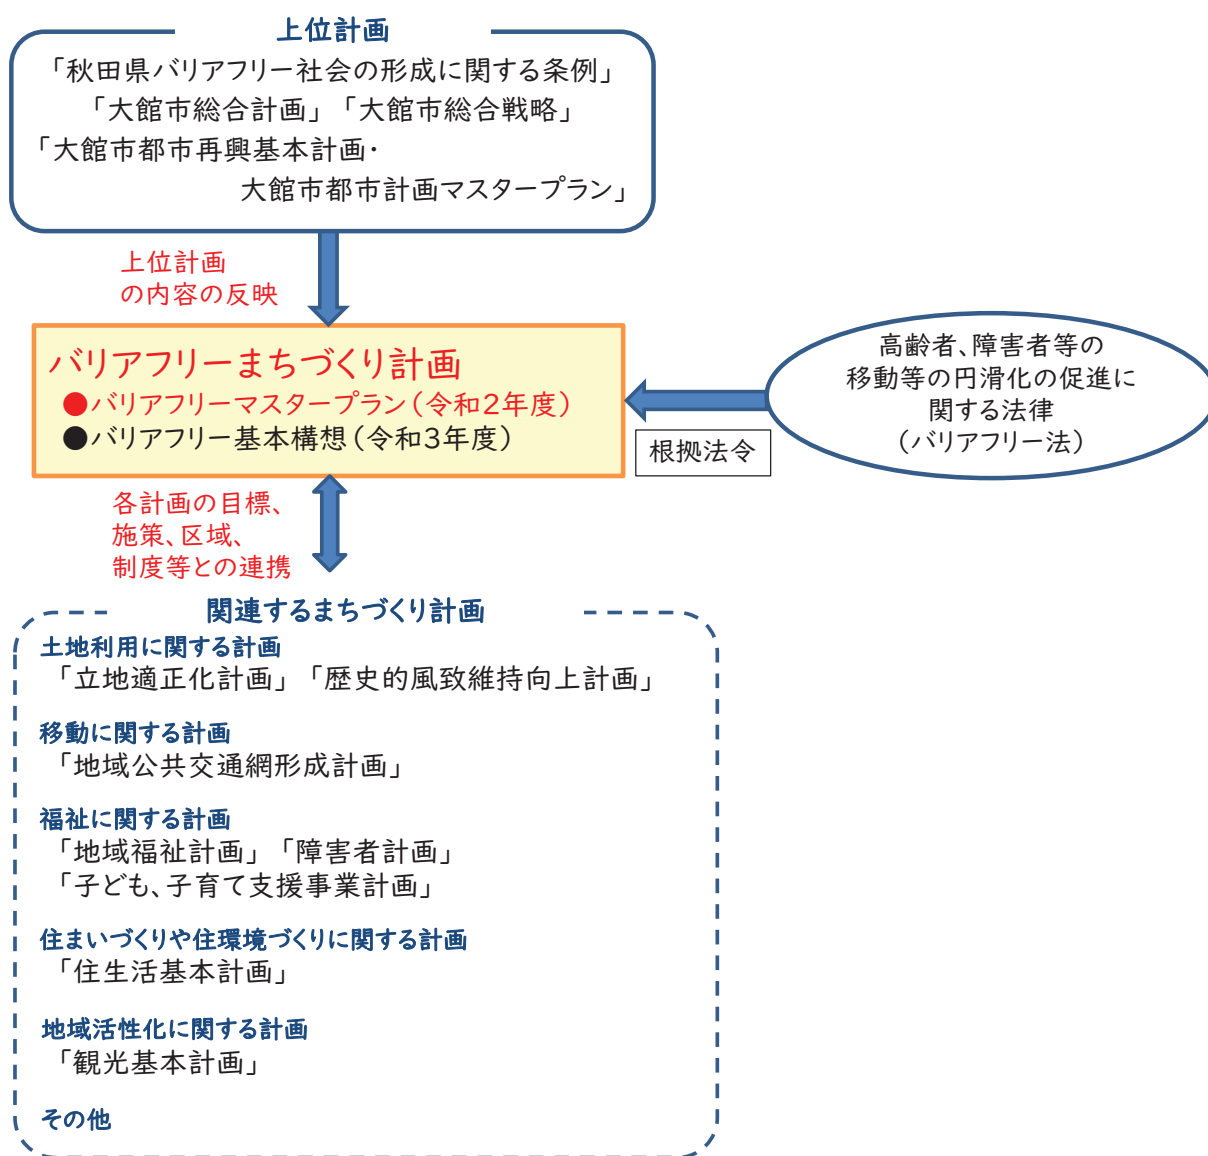 上位計画
「秋田県バリアフリー社会の形成に関する条例」
「大館市総合計画」「大館市総合戦略」
「大館市都市再興基本計画・
大館市都市計画マスタープラン」
上位計画
の内容の反映
バリアフリーまちづくり計画
●バリアフリーマスタープラン(令和2年度)
●バリアフリー基本構想(令和3年度)
高齢者、障害者等の
移動等の円滑化の促進に
関する法律
(バリアフリー法)
根拠法令
各計画の目標、
施策、区域、
制度等との連携
関連するまちづくり計画
土地利用に関する計画
「立地適正化計画」「歴史的風致維持向上計画」
移動に関する計画
「地域公共交通網形成計画」
福祉に関する計画
「地域福祉計画」「障害者計画」
「子ども、子育て支援事業計画」
住まいづくりや住環境づくりに関する計画
「住生活基本計画」
地域活性化に関する計画
「観光基本計画」
その他